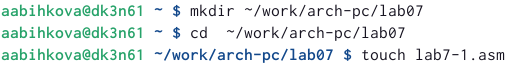 aabihkova@dk3n61 ~ $ mkdir ~/work/arch-pc/lab07
aabihkova@dk3n61 ~ $ cd  ~/work/arch-pc/lab07
aabihkova@dk3n61 ~/work/arch-pc/lab07 $ touch lab7-1.asm